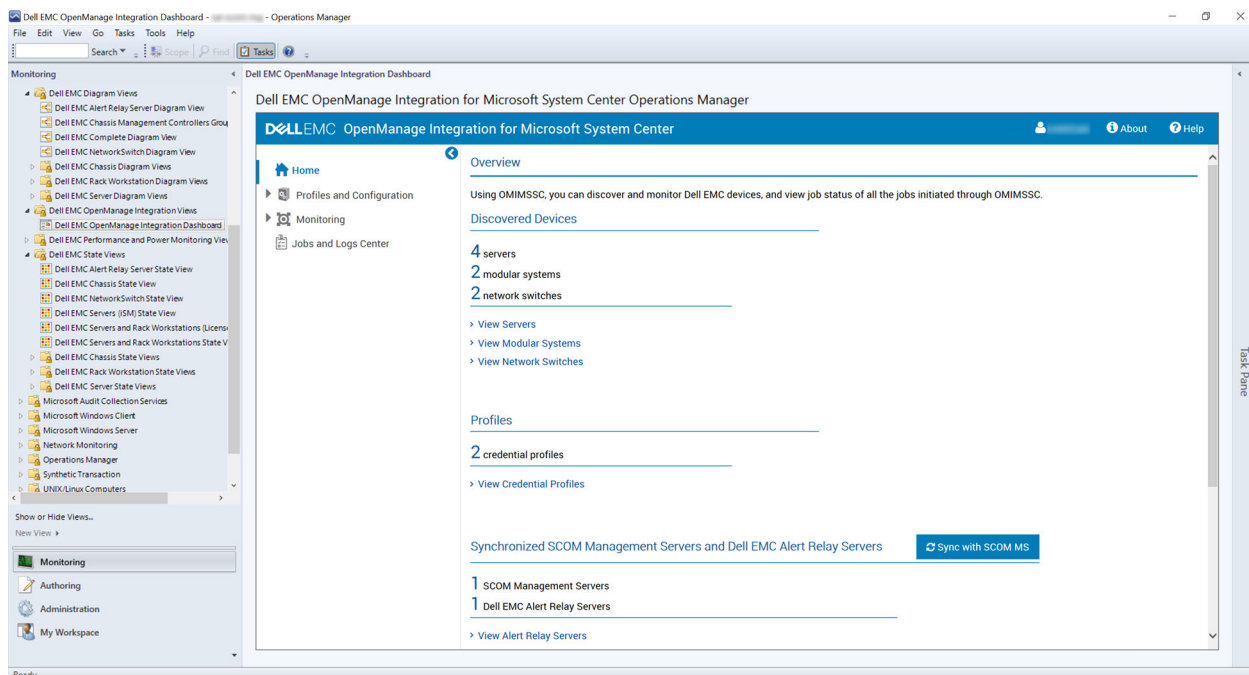 Dell EMC OpenManage Integration Dashboard - - Operations Manager
File Edit View Go Tasks Tools Help
Search Scope Find Tasks
Monitoring
Dell EMC Diagram Views
Dell EMC Alert Relay Server Diagram View
Dell EMC Chassis Management Controllers Grou
Dell EMC Complete Diagram View
Dell EMC NetworkSwitch Diagram View
Dell EMC Chassis Diagram Views
Dell EMC Rack Workstation Diagram Views
Dell EMC Server Diagram Views
Dell EMC OpenManage Integration Views
Dell EMC OpenManage Integration Dashboard
Dell EMC Performance and Power Monitoring View
Dell EMC State Views
Dell EMC Alert Relay Server State View
Dell EMC Chassis State View
Dell EMC NetworkSwitch State View
Dell EMC Servers (iSM) State View
Dell EMC Servers and Rack Workstations (License
Dell EMC Servers and Rack Workstations State V
Dell EMC Chassis State Views
Dell EMC Rack Workstation State Views
Dell EMC Server State Views
Microsoft Audit Collection Services
Microsoft Windows Client
Microsoft Windows Server
Network Monitoring
Operations Manager
Synthetic Transaction
UNIX/Linux Computers
Show or Hide Views...
New View
Monitoring
Authoring
Administration
My Workspace
Ready
Dell EMC OpenManage Integration Dashboard
Dell EMC OpenManage Integration for Microsoft System Center Operations Manager
DELLEMC OpenManage Integration for Microsoft System Center
About
Help
Home
Profiles and Configuration
Monitoring
Jobs and Logs Center
Overview
Using OMIMSSC, you can discover and monitor Dell EMC devices, and view job status of all the jobs initiated through OMIMSSC.
Discovered Devices
4 servers
2 modular systems
2 network switches
View Servers
View Modular Systems
View Network Switches
Profiles
2 credential profiles
View Credential Profiles
Synchronized SCOM Management Servers and Dell EMC Alert Relay Servers
Sync with SCOM MS
1 SCOM Management Servers
1 Dell EMC Alert Relay Servers
View Alert Relay Servers
Task Pane